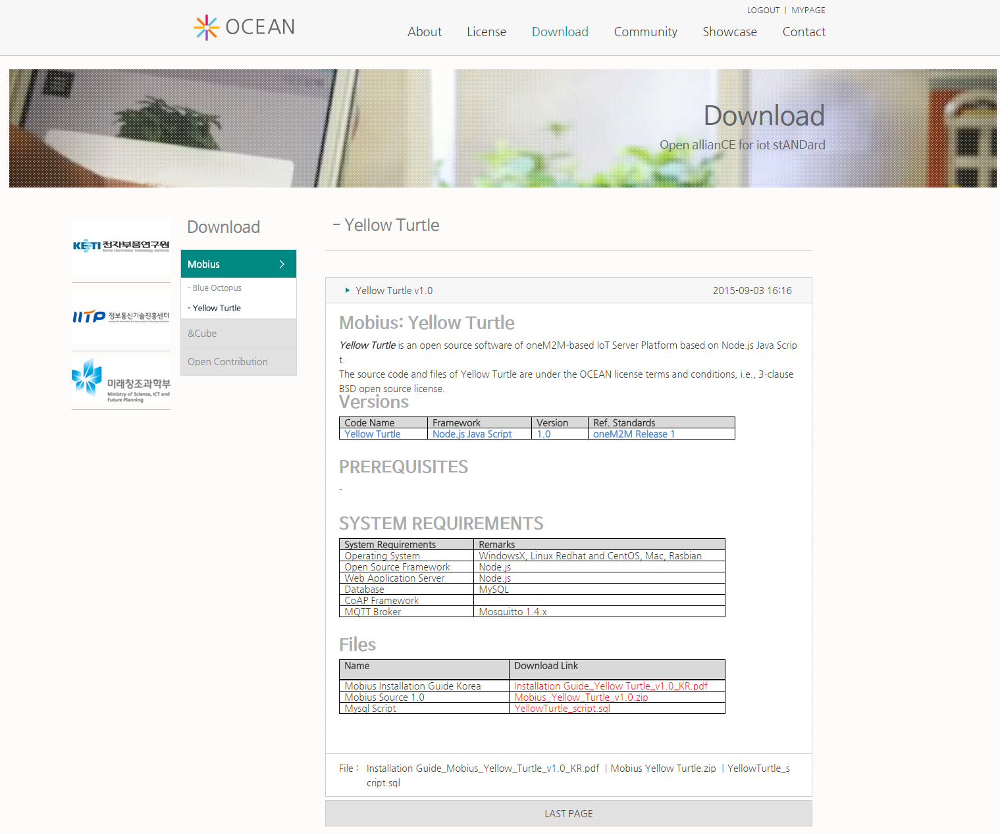 LOGOUT | MYPAGE
OCEAN
About License Download Community Showcase Contact
Download
Open allianCE for iot stANDard
KETI 전자부품연구원
Korea Electronics Technology Institute
IITP 정보통신기술진흥센터
미래창조과학부
Ministry of Science, ICT and
Future Planning
Download
Mobius
- Blue Octopus
- Yellow Turtle
&Cube
Open Contribution
- Yellow Turtle
Yellow Turtle v1.0 2015-09-03 16:16
Mobius: Yellow Turtle
Yellow Turtle is an open source software of oneM2M-based IoT Server Platform based on Node.js Java Scrip
t.
The source code and files of Yellow Turtle are under the OCEAN license terms and conditions, i.e., 3-clause
BSD open source license.
Versions
Code Name Framework Version Ref. Standards
Yellow Turtle Node.js Java Script 1.0 oneM2M Release 1
PREREQUISITES
-
SYSTEM REQUIREMENTS
System Requirements Remarks
Operating System WindowsX, Linux Redhat and CentOS, Mac, Rasbian
Open Source Framework Node.js
Web Application Server Node.js
Database MySQL
CoAP Framework
MQTT Broker Mosquitto 1.4.x
Files
Name Download Link
Mobius Installation Guide Korea Installation Guide_Yellow Turtle_v1.0_KR.pdf
Mobius Source 1.0 Mobius_Yellow_Turtle_v1.0.zip
Mysql Script YellowTurtle_script.sql
File : Installation Guide_Mobius_Yellow_Turtle_v1.0_KR.pdf | Mobius Yellow Turtle.zip | YellowTurtle_s
cript.sql
LAST PAGE